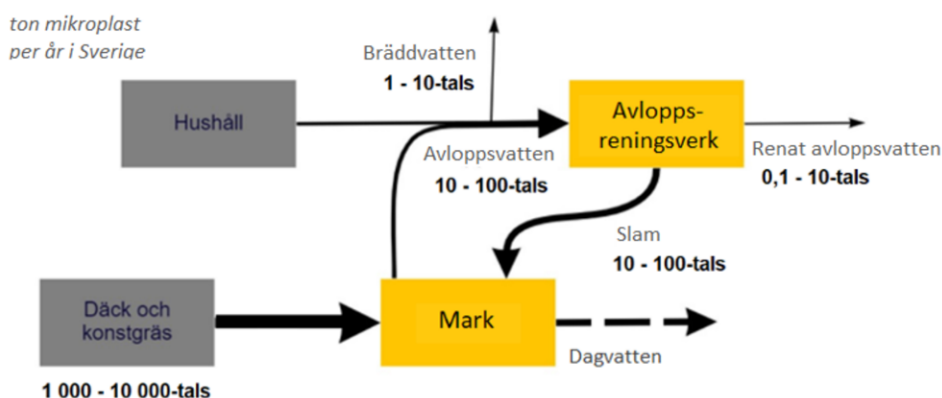 ton mikroplast
per år i Sverige
Bräddvatten
1 - 10-tals
Hushåll
Avlopps-
reningsverk
Avloppsvatten
10 - 100-tals
Renat avloppsvatten
0,1 - 10-tals
Slam
10 - 100-tals
Däck och
konstgräs
Mark
Dagvatten
1 000 - 10 000-tals